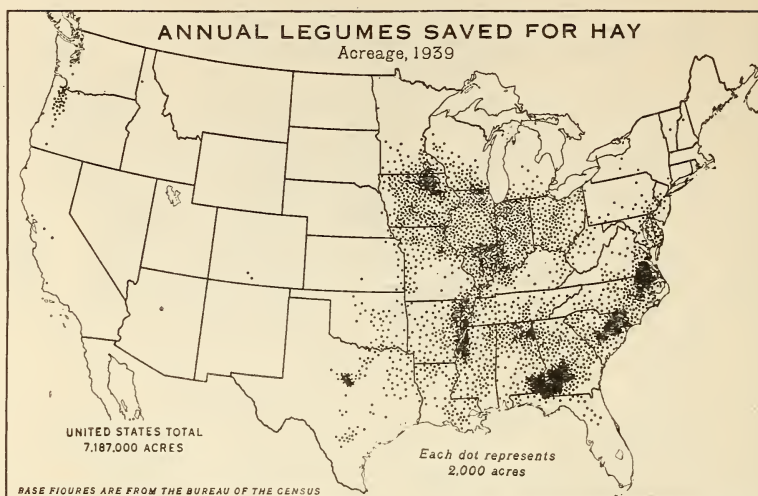 ANNUAL LEGUMES SAVED FOR HAY
Acreage, 1939
UNITED STATES TOTAL
7,187,000 ACRES
Each dot represents
2,000 acres
BASE FIGURES ARE FROM THE BUREAU OF THE CENSUS